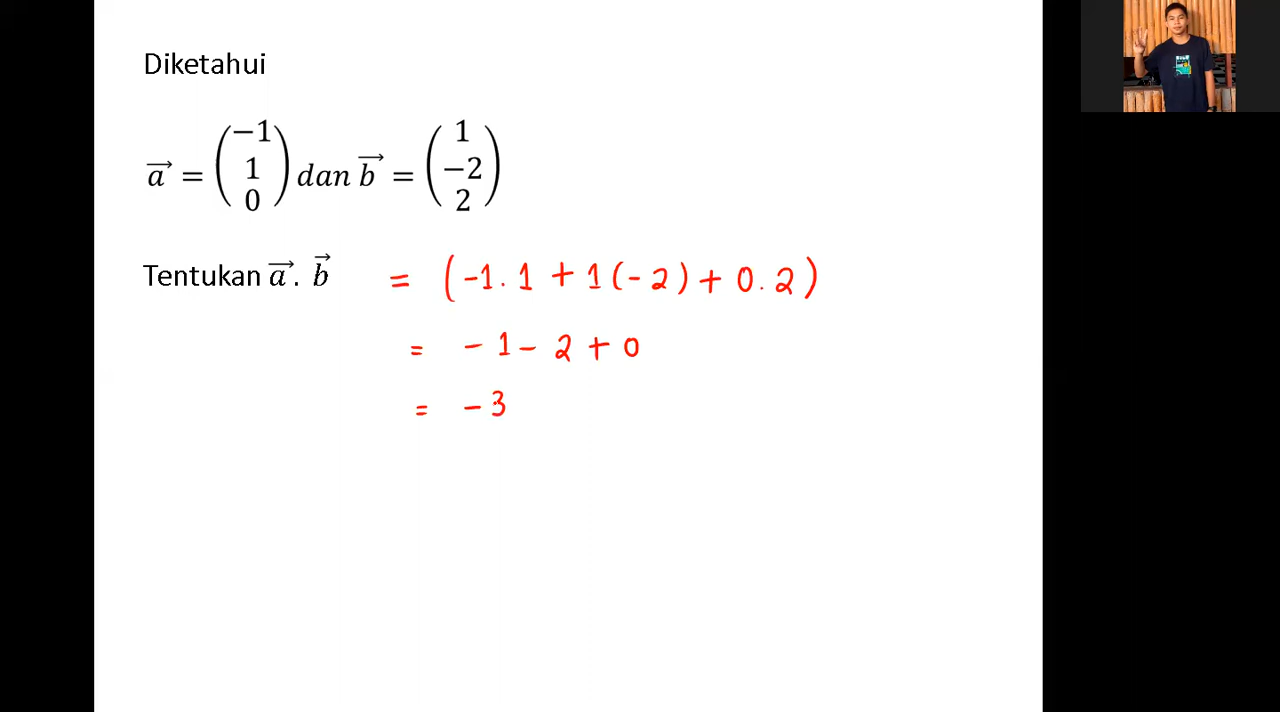 Diketahui
a⃗ = (−1 1 0) dan b⃗ = (1 −2 2)
Tentukan a⃗ . b⃗ = (-1.1 + 1(-2) + 0.2)
= -1 - 2 + 0
= -3